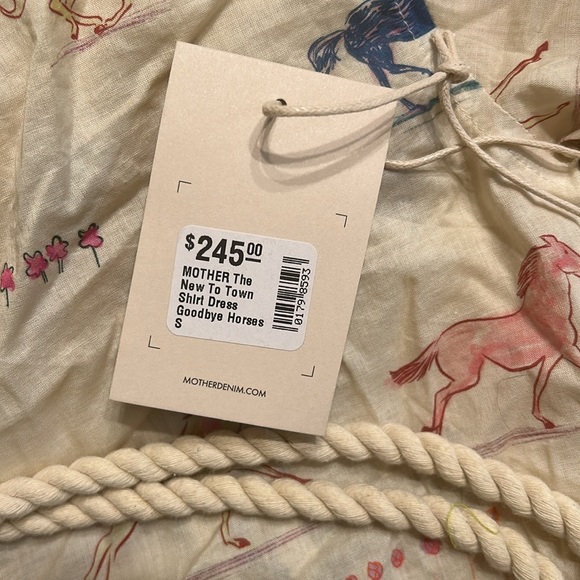 $245.00
MOTHER The
New To Town
Shirt Dress
Goodbye Horses
S
01798593
MOTHERDENIM.COM